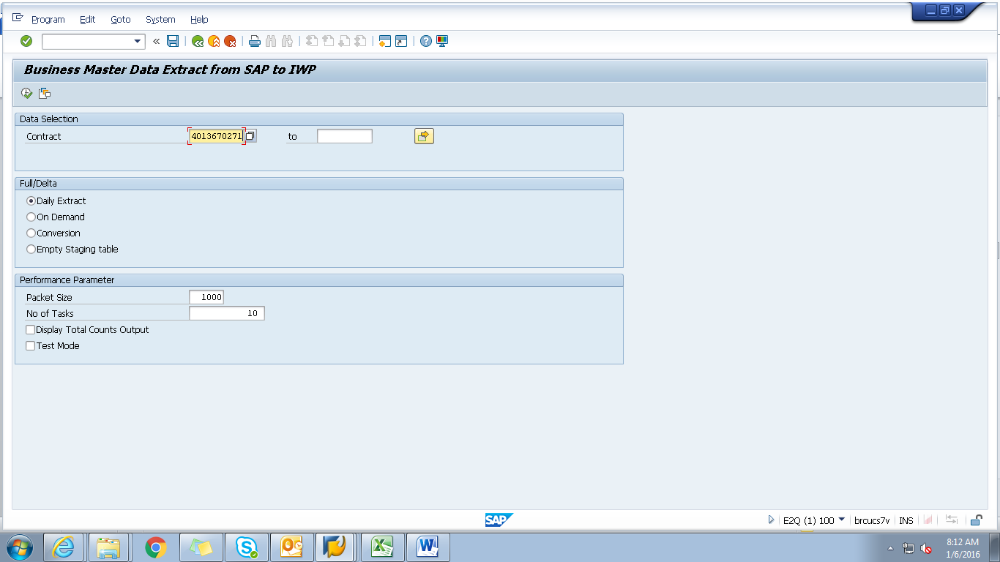 Program Edit Goto System Help
Business Master Data Extract from SAP to IWP
Data Selection
Contract 4013670271 to
Full/Delta
Daily Extract
On Demand
Conversion
Empty Staging table
Performance Parameter
Packet Size 1000
No of Tasks 10
Display Total Counts Output
Test Mode
SAP E2Q (1) 100 brcucs7v INS
8:12 AM
1/6/2016